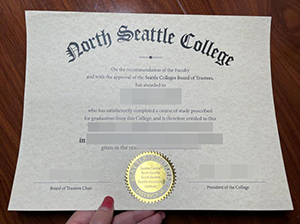 North Seattle College
On the recommendation of the Faculty
and with the approval of the Seattle Colleges Board of Trustees,
has awarded to
who has satisfactorily completed a course of study prescribed
for graduation from this College, and is therefore entitled to this
in
given in the
Board of Trustees Chair
President of the College